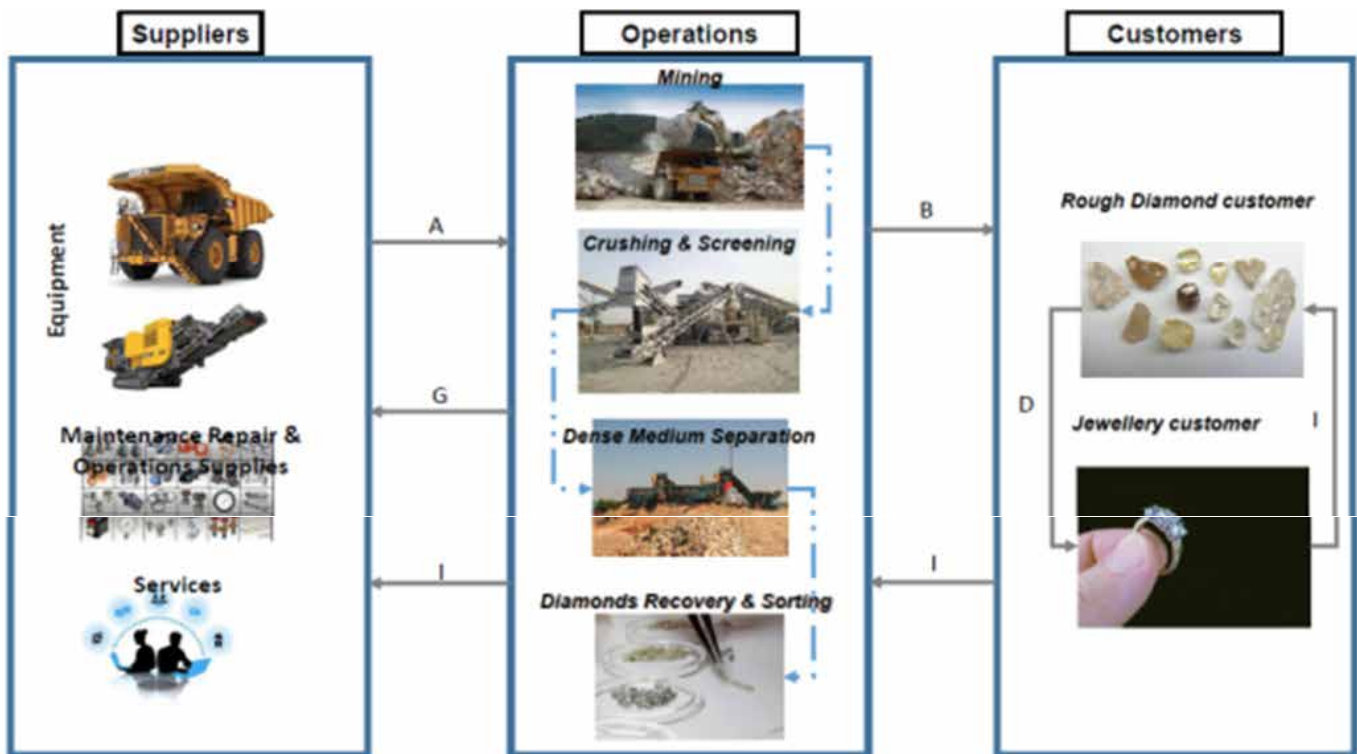 Suppliers
Operations
Customers
Equipment
Maintenance Repair &
Operations Supplies
Services
A
G
I
Mining
Crushing & Screening
Dense Medium Separation
Diamonds Recovery & Sorting
B
I
Rough Diamond customer
D
I
Jewellery customer